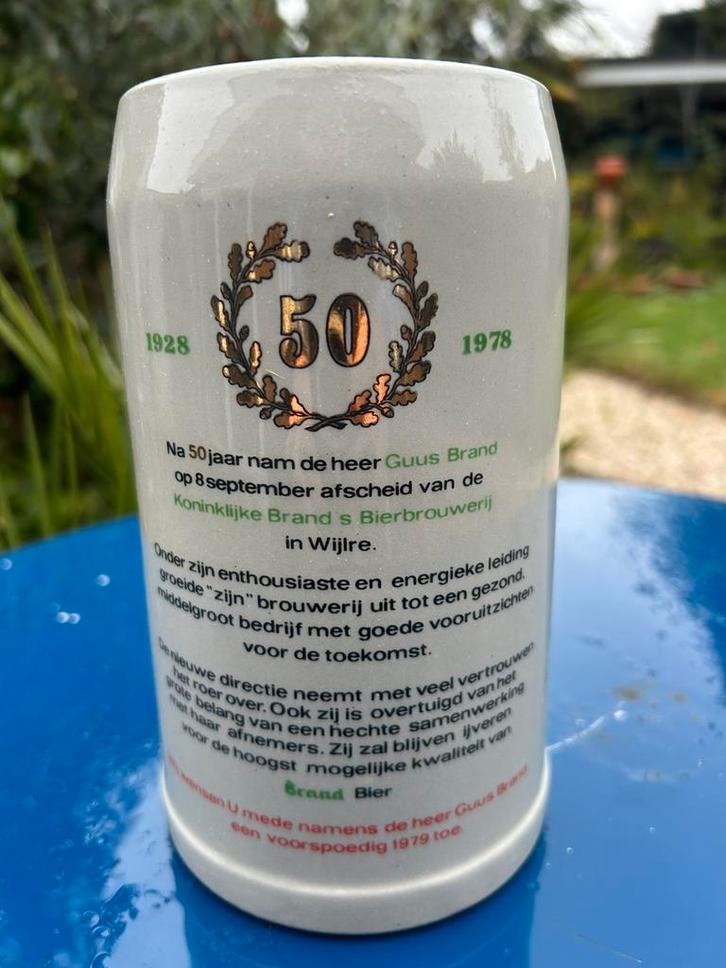 50
1928 1978
Na 50 jaar nam de heer Guus Brand
op 8 september afscheid van de
Koninklijke Brand s Bierbrouwerij
in Wijlre.
Onder zijn enthousiaste en energieke leiding
groeide "zijn" brouwerij uit tot een gezond,
middelgroot bedrijf met goede vooruitzichten
voor de toekomst.
De nieuwe directie neemt met veel vertrouwen
het roer over. Ook zij is overtuigd van het
grote belang van een hechte samenwerking
met haar afnemers. Zij zal blijven ijveren
voor de hoogst mogelijke kwaliteit van
Brand Bier
wensen U mede namens de heer Guus Brand
een voorspoedig 1979 toe.